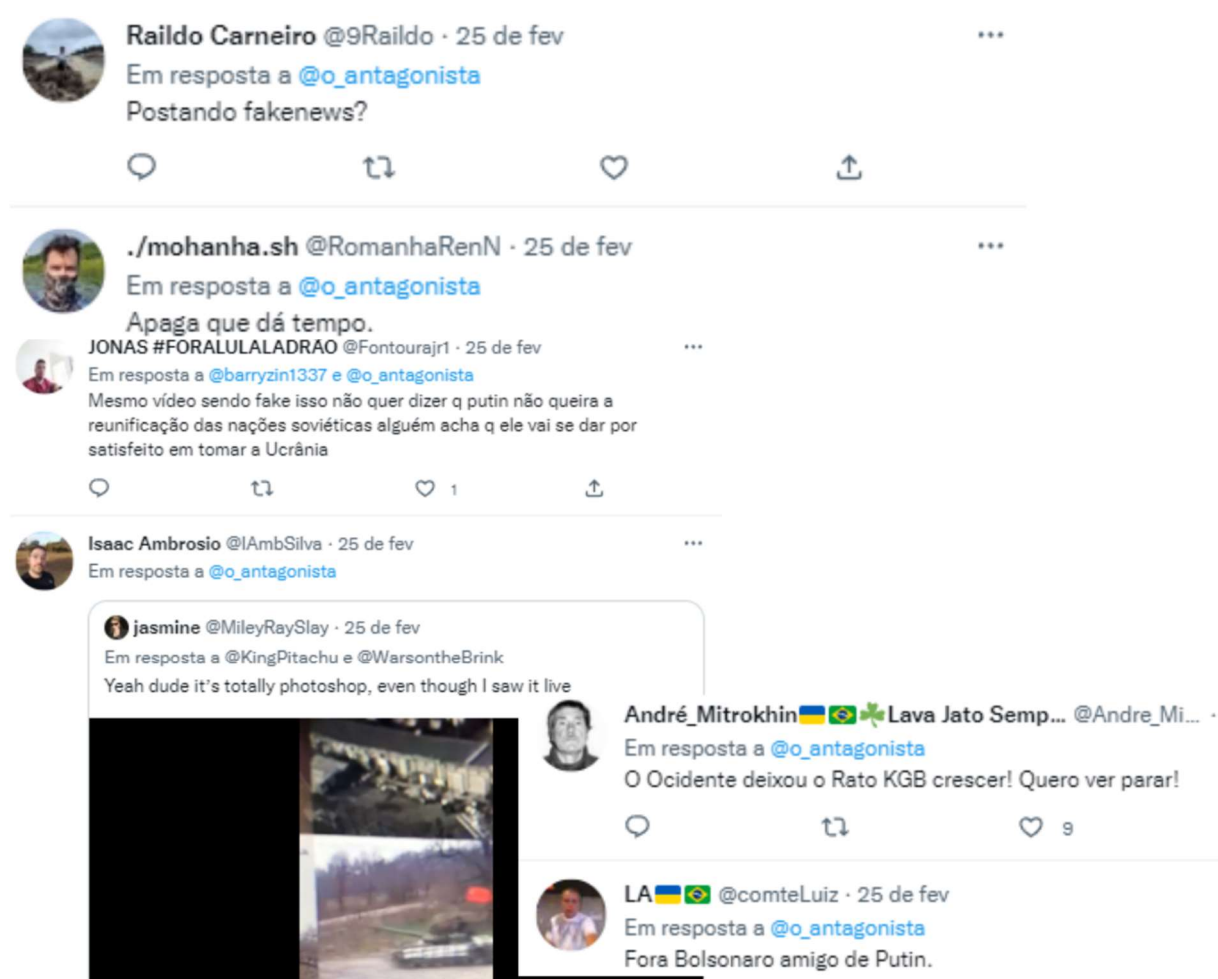 Raildo Carneiro @9Raildo · 25 de fev
Em resposta a @o_antagonista
Postando fakenews?
./mohanha.sh @RomanhaRenN · 25 de fev
Em resposta a @o_antagonista
Apaga que dá tempo.
JONAS #FORALULALADRAO @Fontourajr1 · 25 de fev
Em resposta a @barryzin1337 e @o_antagonista
Mesmo vídeo sendo fake isso não quer dizer q putin não queira a
reunificação das nações soviéticas alguém acha q ele vai se dar por
satisfeito em tomar a Ucrânia
1
Isaac Ambrosio @IAmbSilva · 25 de fev
Em resposta a @o_antagonista
jasmine @MileyRaySlay · 25 de fev
Em resposta a @KingPitachu e @WarsontheBrink
Yeah dude it's totally photoshop, even though I saw it live
André_Mitrokhin🇺🇦🇧🇷☘️Lava Jato Semp... @Andre_Mi... ·
Em resposta a @o_antagonista
O Ocidente deixou o Rato KGB crescer! Quero ver parar!
9
LA🇺🇦🇧🇷 @comteLuiz · 25 de fev
Em resposta a @o_antagonista
Fora Bolsonaro amigo de Putin.